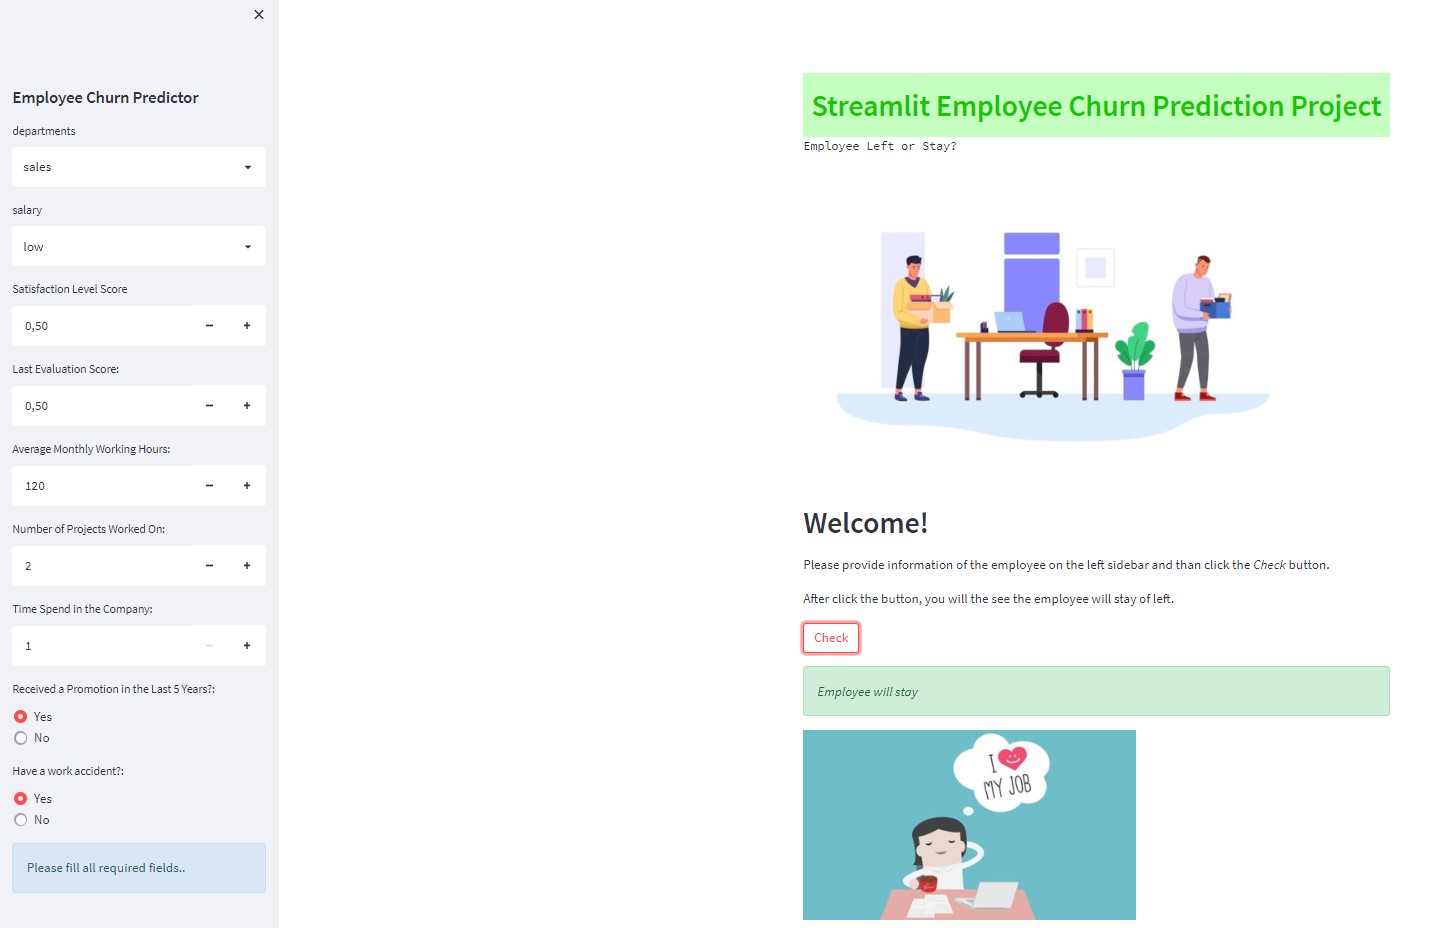 Employee Churn Predictor
departments
sales
salary
low
Satisfaction Level Score
0,50
Last Evaluation Score:
0,50
Average Monthly Working Hours:
120
Number of Projects Worked On:
2
Time Spend in the Company:
1
Received a Promotion in the Last 5 Years?:
Yes
No
Have a work accident?:
Yes
No
Please fill all required fields..
Streamlit Employee Churn Prediction Project
Employee Left or Stay?
Welcome!
Please provide information of the employee on the left sidebar and than click the Check button.
After click the button, you will the see the employee will stay of left.
Check
Employee will stay
I
MY JOB